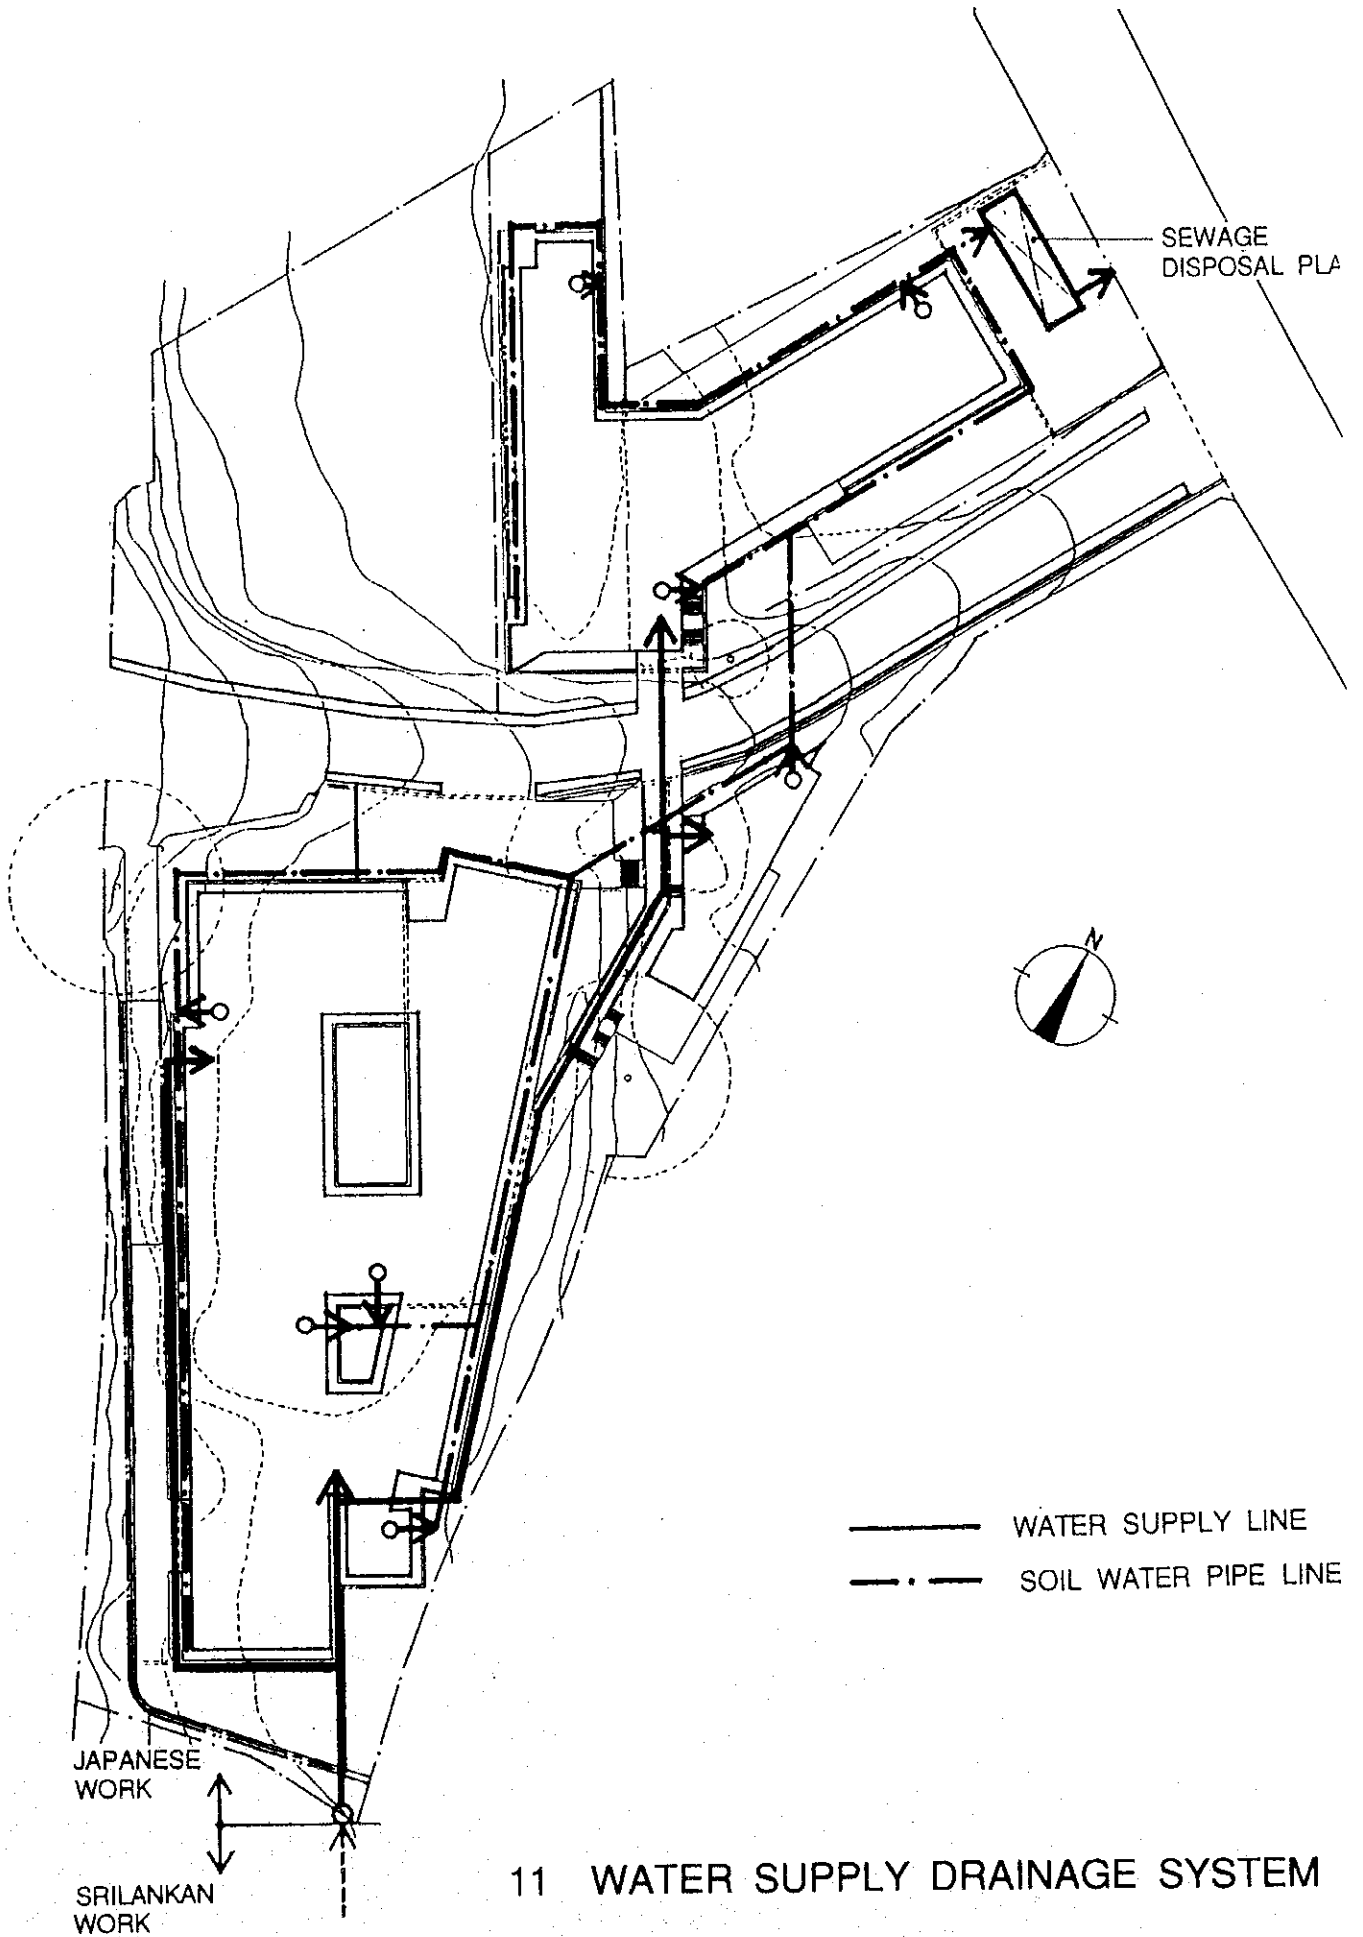 SEWAGE
DISPOSAL PLA
N
WATER SUPPLY LINE
SOIL WATER PIPE LINE
JAPANESE
WORK
SRILANKAN
WORK
11 WATER SUPPLY DRAINAGE SYSTEM